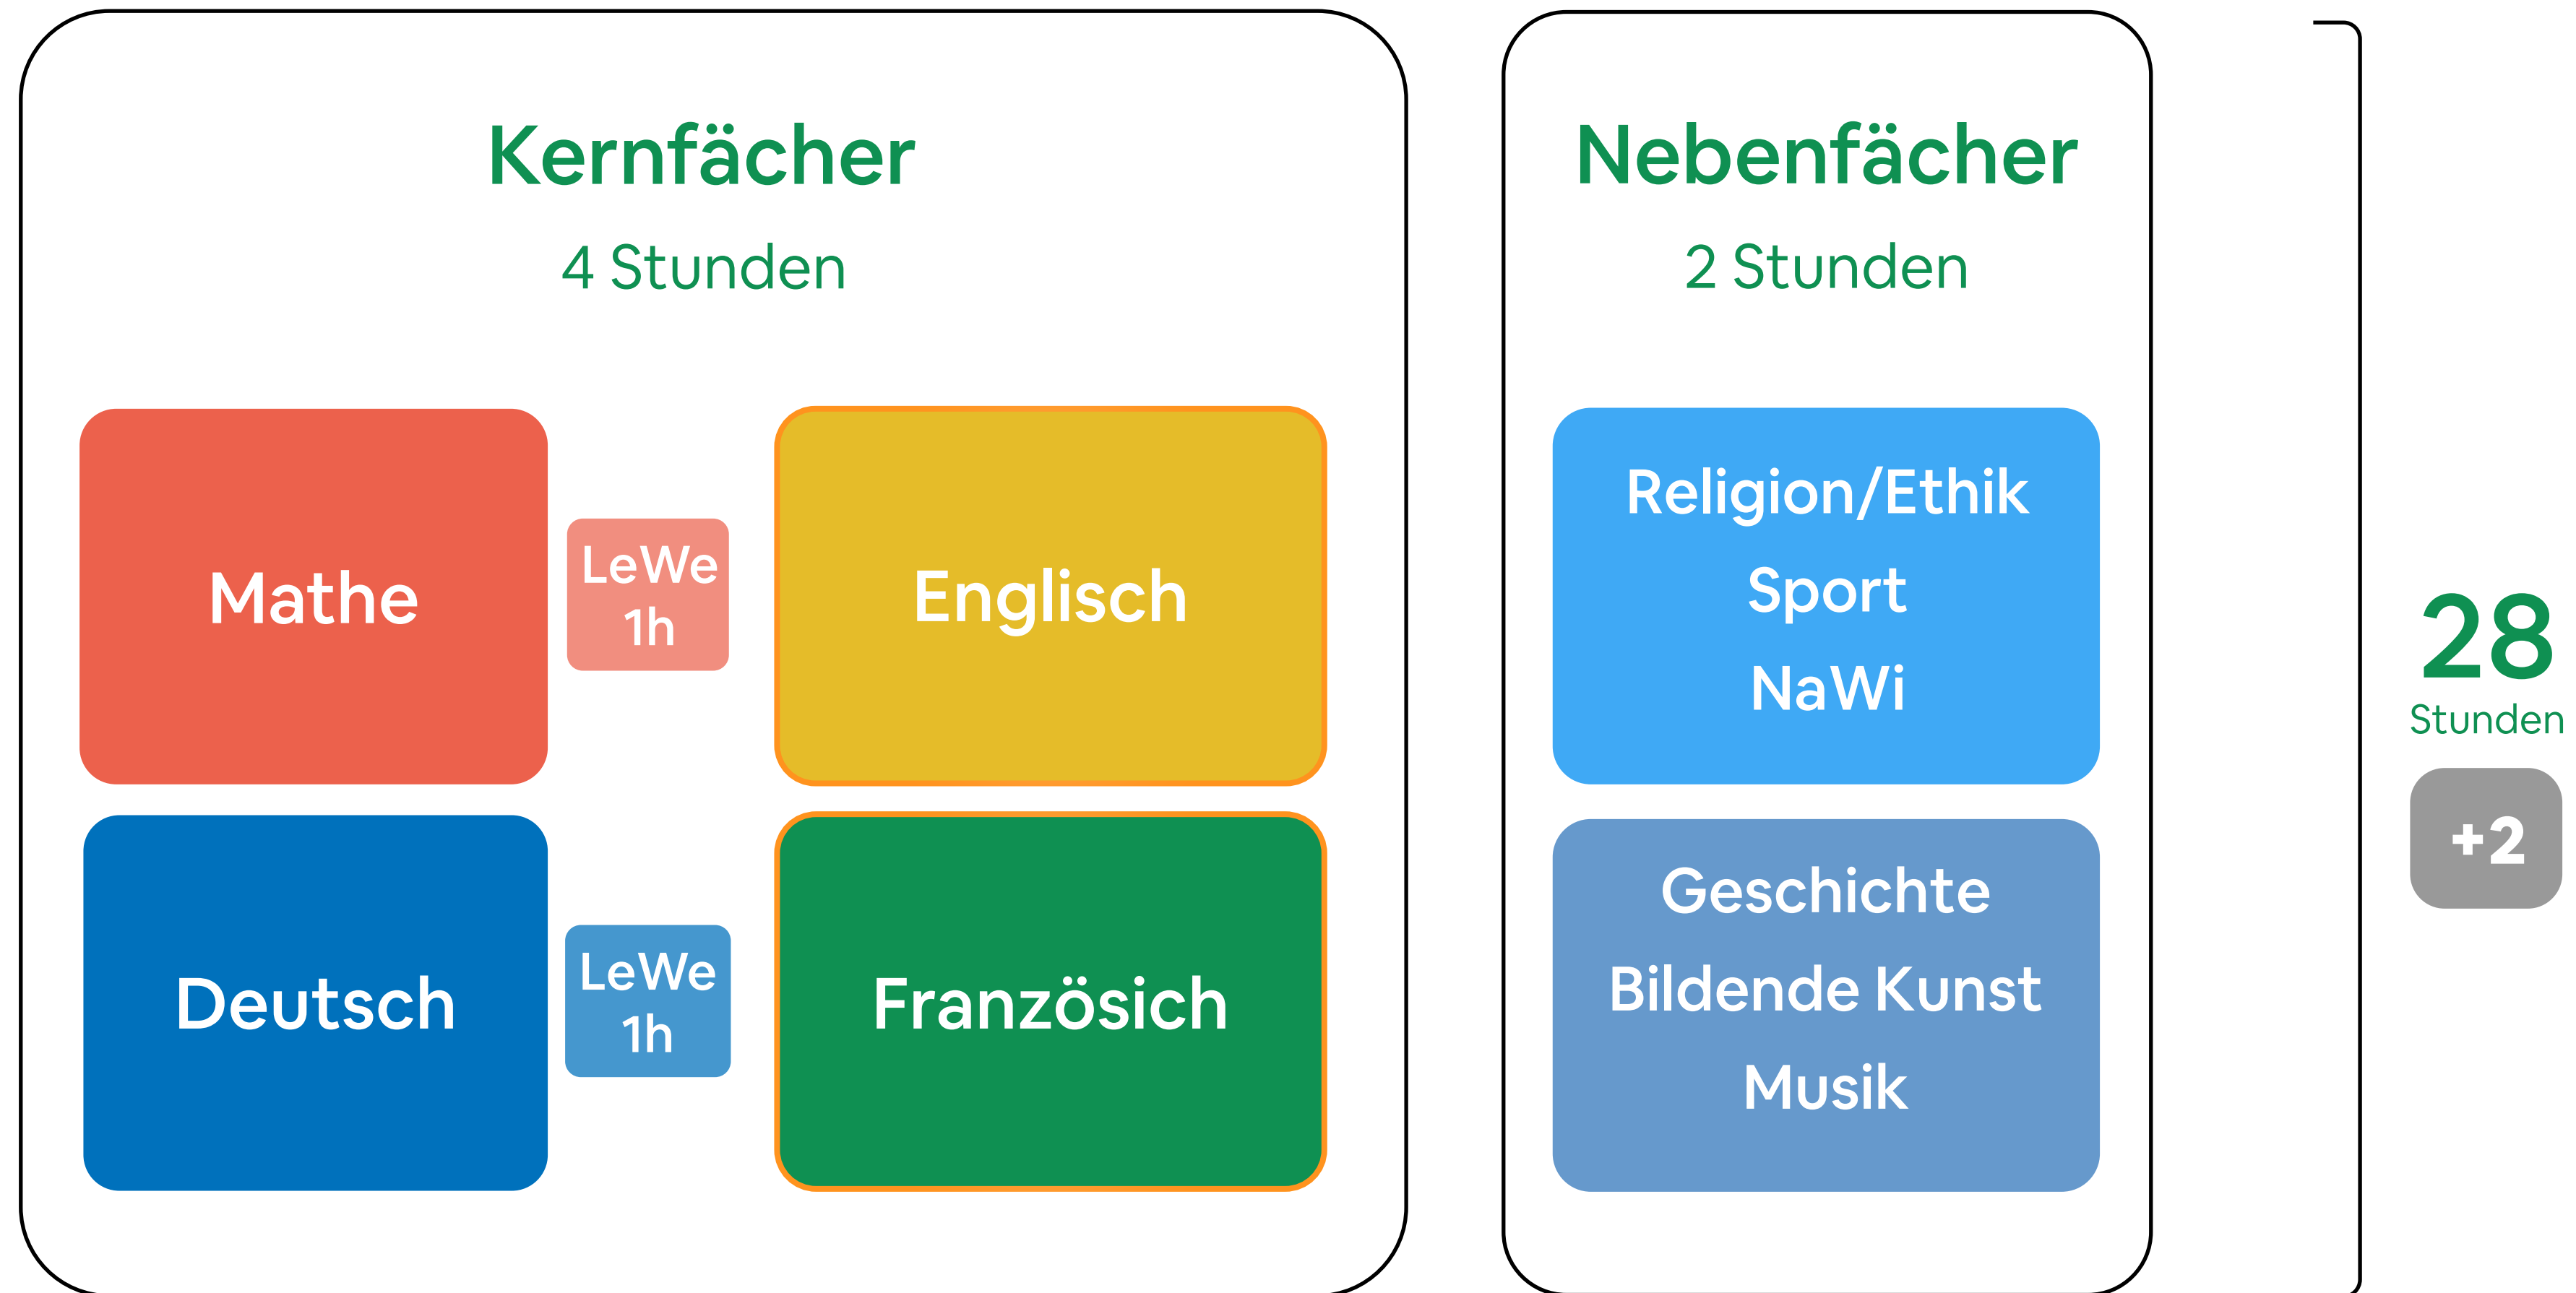 Kernfächer
4 Stunden
Mathe
LeWe
1h
Englisch
Deutsch
LeWe
1h
Französich
Nebenfächer
2 Stunden
Religion/Ethik
Sport
NaWi
Geschichte
Bildende Kunst
Musik
28
Stunden
+2